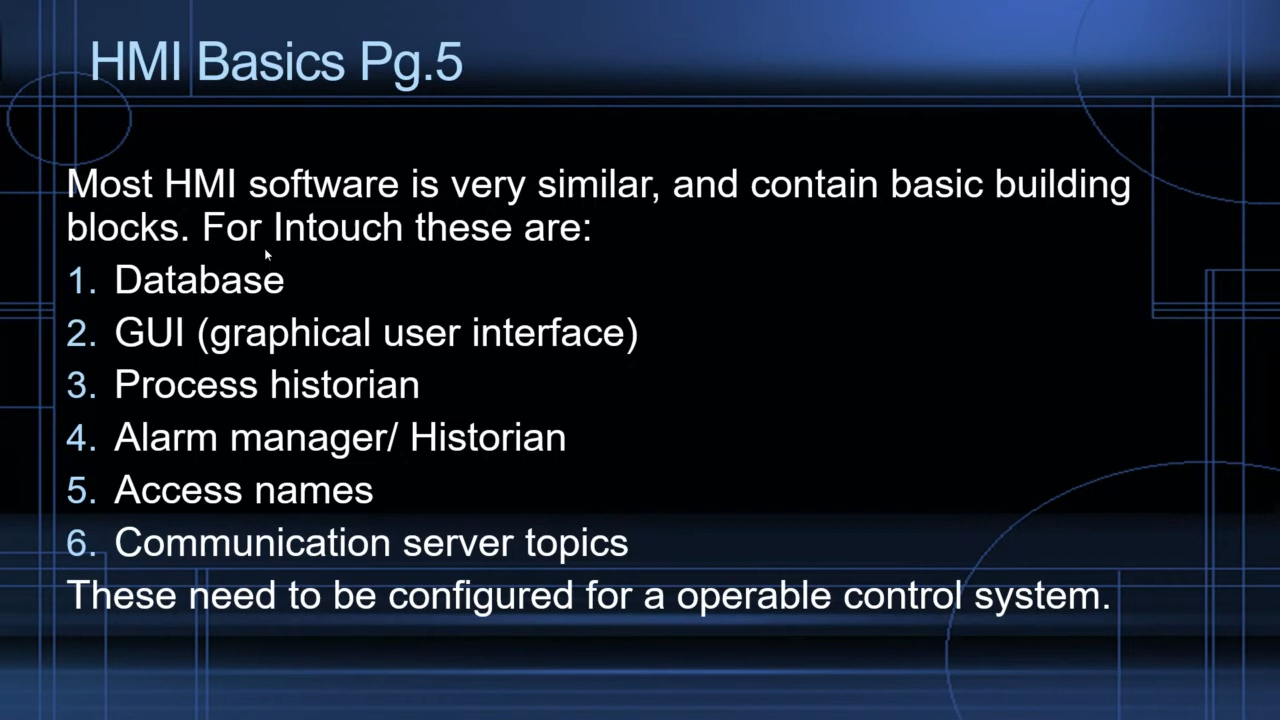 HMI Basics Pg.5
Most HMI software is very similar, and contain basic building
blocks. For Intouch these are:
1. Database
2. GUI (graphical user interface)
3. Process historian
4. Alarm manager/ Historian
5. Access names
6. Communication server topics
These need to be configured for a operable control system.